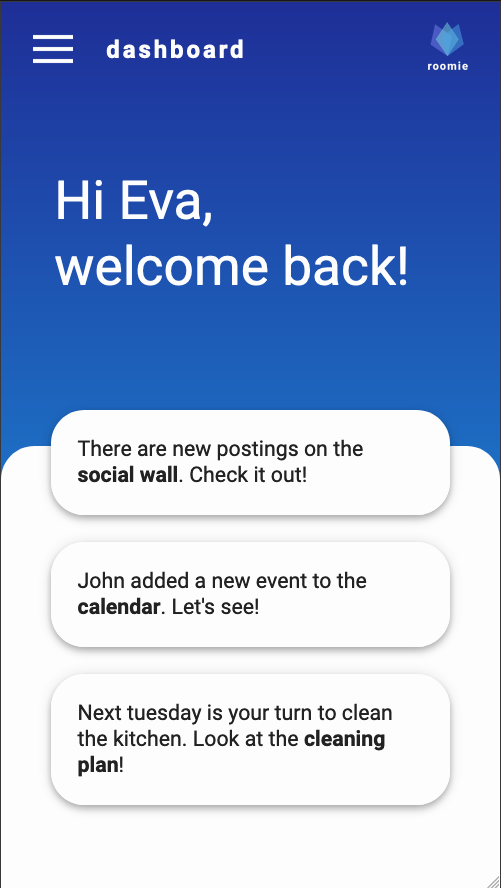 dashboard
roomie
Hi Eva,
welcome back!
There are new postings on the
social wall. Check it out!
John added a new event to the
calendar. Let's see!
Next tuesday is your turn to clean
the kitchen. Look at the cleaning
plan!